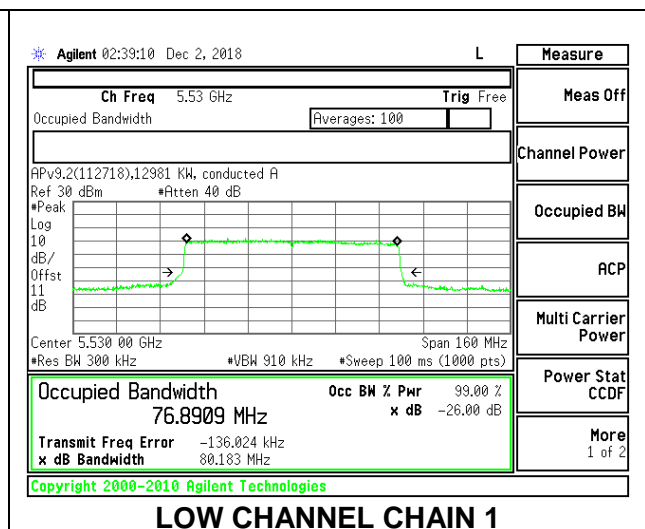 Agilent 02:39:10 Dec 2, 2018 L
Measure
Ch Freq 5.53 GHz Trig Free
Occupied Bandwidth Averages: 100
Meas Off
Channel Power
APv9.2(112718),12981 KW, conducted A
Ref 30 dBm #Atten 40 dB
#Peak
Log
10
dB/
Offst
11
dB
Occupied BW
ACP
Center 5.530 00 GHz Span 160 MHz
#Res BW 300 kHz #VBW 910 kHz #Sweep 100 ms (1000 pts)
Multi Carrier
Power
Occupied Bandwidth Occ BW % Pwr 99.00 %
76.8909 MHz x dB -26.00 dB
Power Stat
CCDF
Transmit Freq Error -136.024 kHz
x dB Bandwidth 80.183 MHz
More
1 of 2
Copyright 2000-2010 Agilent Technologies
LOW CHANNEL CHAIN 1